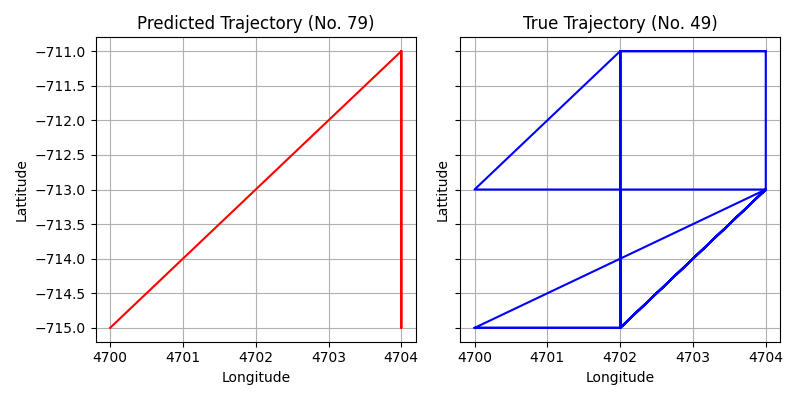 Predicted Trajectory (No. 79)
−711.0
−711.5
−712.0
−712.5
−713.0
−713.5
−714.0
−714.5
−715.0
Lattitude
4700 4701 4702 4703 4704
Longitude
True Trajectory (No. 49)
Lattitude
4700 4701 4702 4703 4704
Longitude